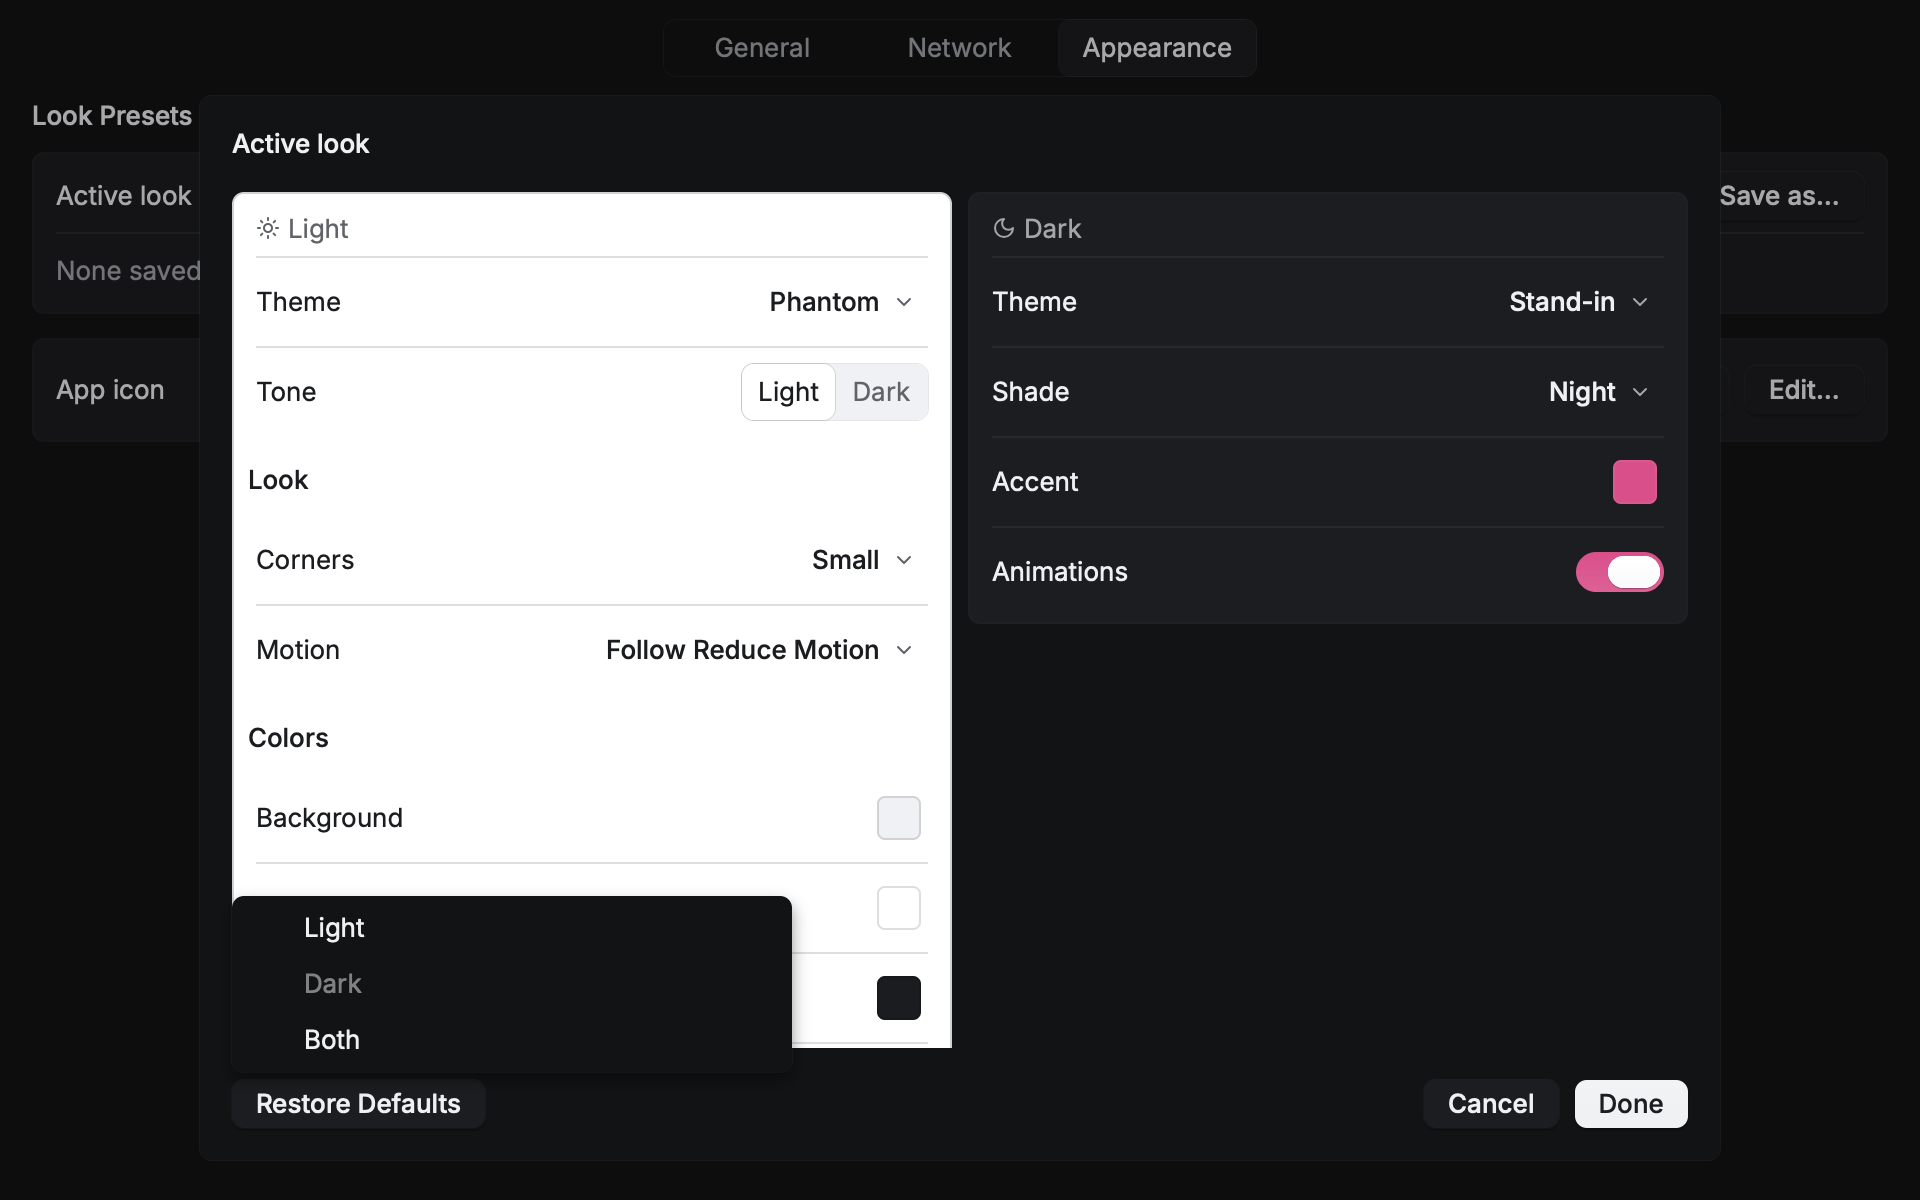 General
Network
Appearance
Look Presets
Active look
None saved
App icon
Save as...
Edit...
Active look
Light
Theme
Phantom
Tone
Light
Dark
Look
Corners
Small
Motion
Follow Reduce Motion
Colors
Background
Dark
Theme
Stand-in
Shade
Night
Accent
Animations
Light
Dark
Both
Restore Defaults
Cancel
Done